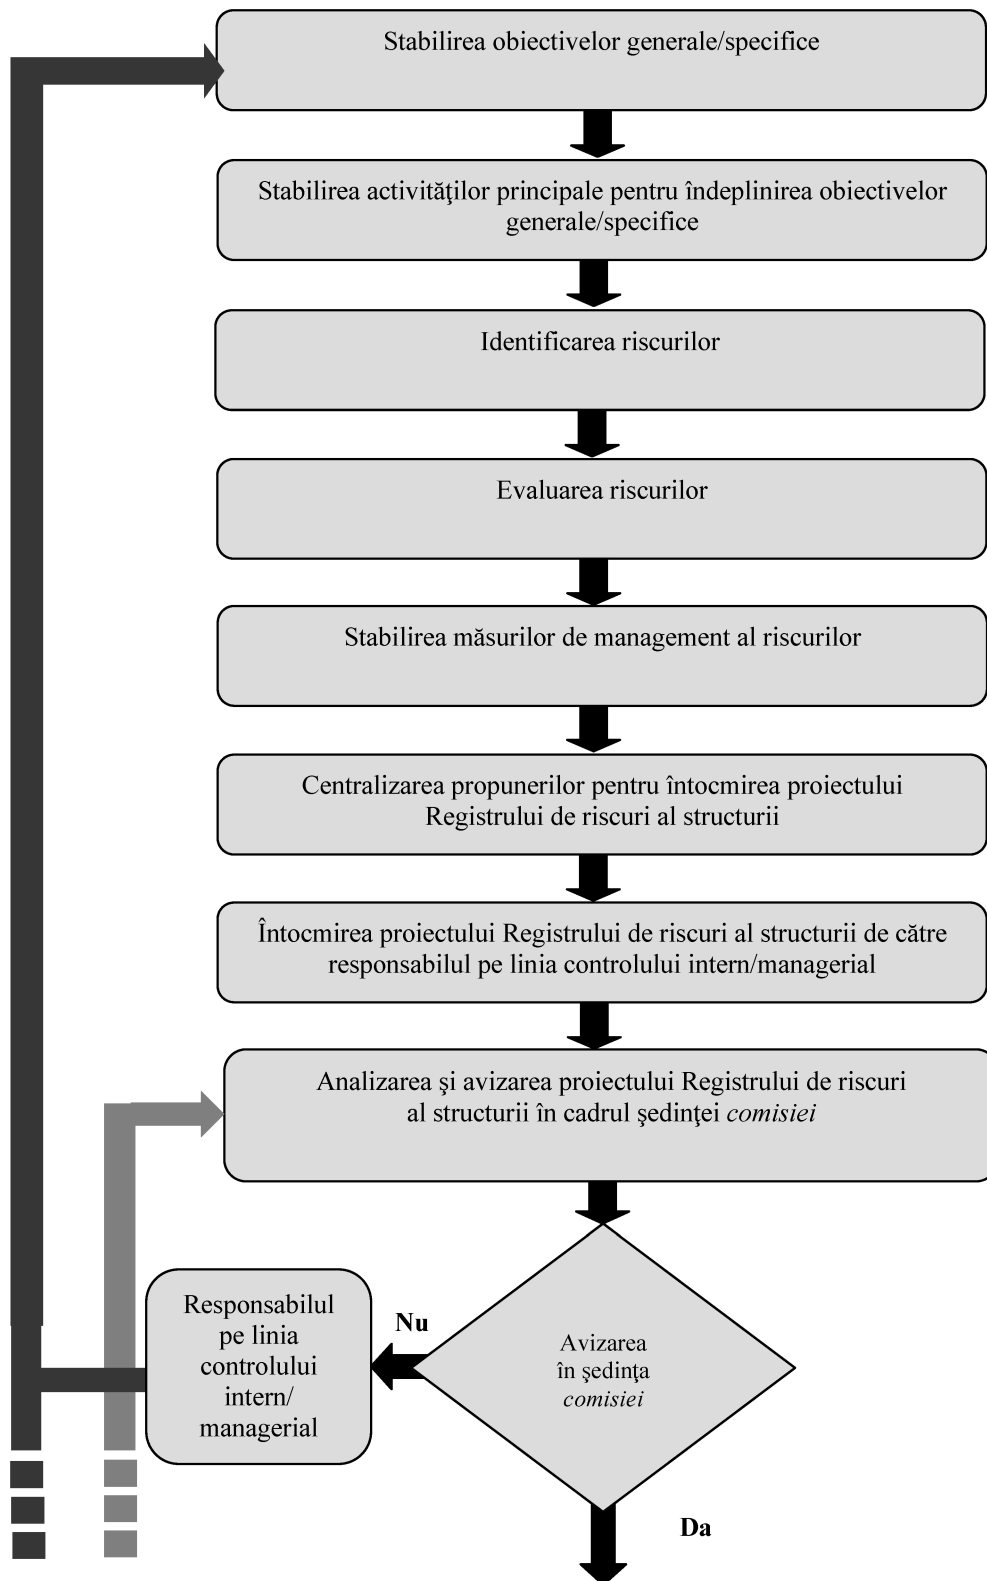 Stabilirea obiectivelor generale/specifice
Stabilirea activităţilor principale pentru îndeplinirea obiectivelor
generale/specifice
Identificarea riscurilor
Evaluarea riscurilor
Stabilirea măsurilor de management al riscurilor
Centralizarea propunerilor pentru întocmirea proiectului
Registrului de riscuri al structurii
Întocmirea proiectului Registrului de riscuri al structurii de către
responsabilul pe linia controlului intern/managerial
Analizarea şi avizarea proiectului Registrului de riscuri
al structurii în cadrul şedinţei comisiei
Responsabilul
pe linia
controlului
intern/
managerial
Nu
Avizarea
în şedinţa
comisiei
Da